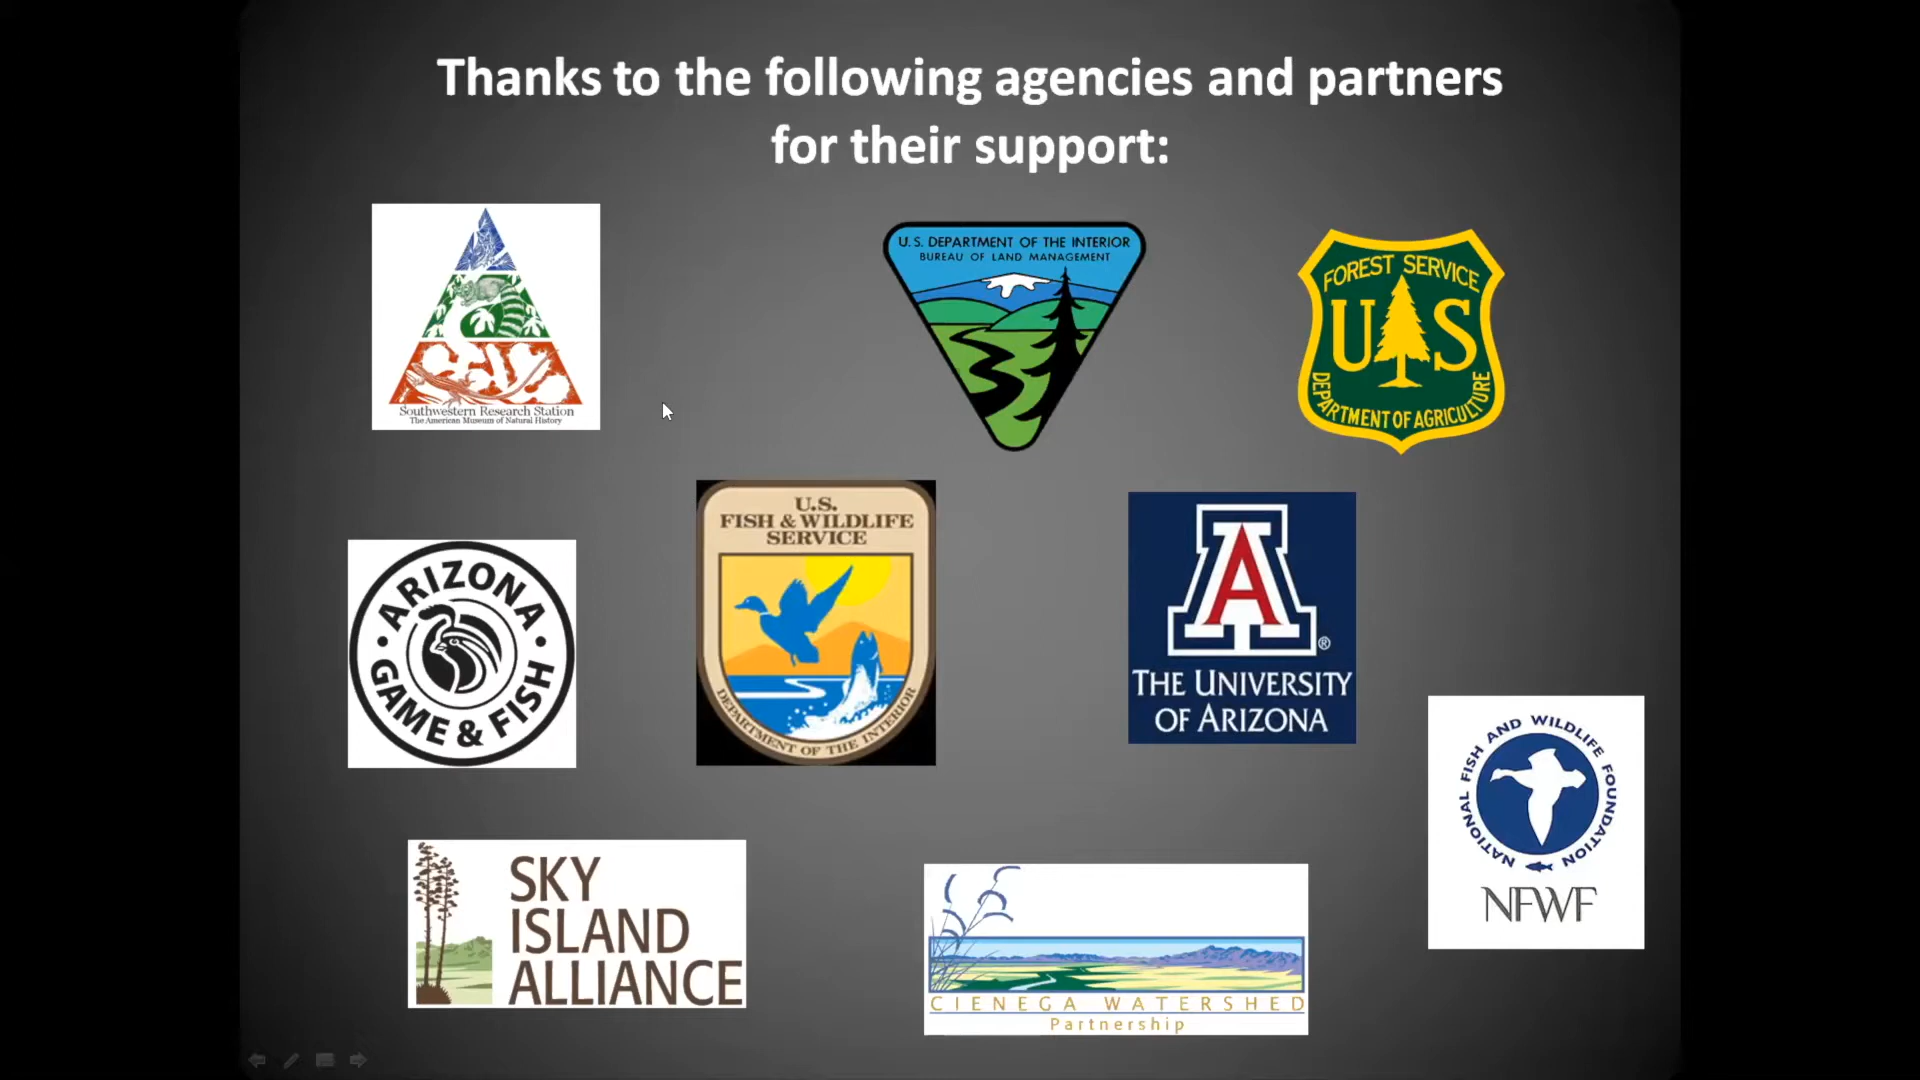 Thanks to the following agencies and partners
for their support:
Southwestern Research Station
The American Museum of Natural History
U.S. DEPARTMENT OF THE INTERIOR
BUREAU OF LAND MANAGEMENT
FOREST SERVICE
U S
DEPARTMENT OF AGRICULTURE
ARIZONA
GAME & FISH
U.S.
FISH & WILDLIFE
SERVICE
DEPARTMENT OF THE INTERIOR
A
®
THE UNIVERSITY
OF ARIZONA
NATIONAL FISH AND WILDLIFE FOUNDATION
NFWF
SKY
ISLAND
ALLIANCE
CIENEGA WATERSHED
Partnership